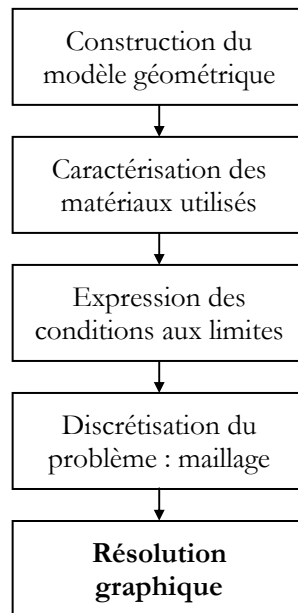 Construction du
modèle géométrique
Caractérisation des
matériaux utilisés
Expression des
conditions aux limites
Discrétisation du
problème : maillage
Résolution
graphique